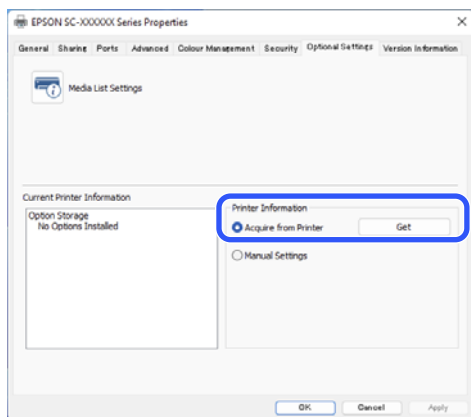 EPSON SC-XXXXXX Series Properties
General Sharing Ports Advanced Colour Management Security Optional Settings Version Information
Media List Settings
Current Printer Information
Option Storage
No Options Installed
Printer Information
Acquire from Printer Get
Manual Settings
OK Cancel Apply